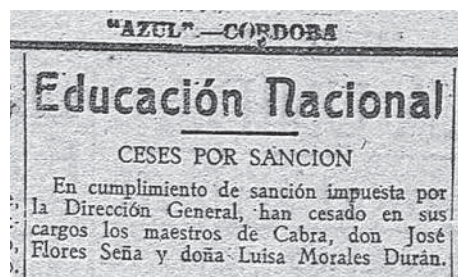 "AZUL".—CORDOBA
Educación Nacional
CESES POR SANCION
En cumplimiento de sanción impuesta por
la Dirección General, han cesado en sus
cargos los maestros de Cabra, don José
Flores Seña y doña Luisa Morales Durán.